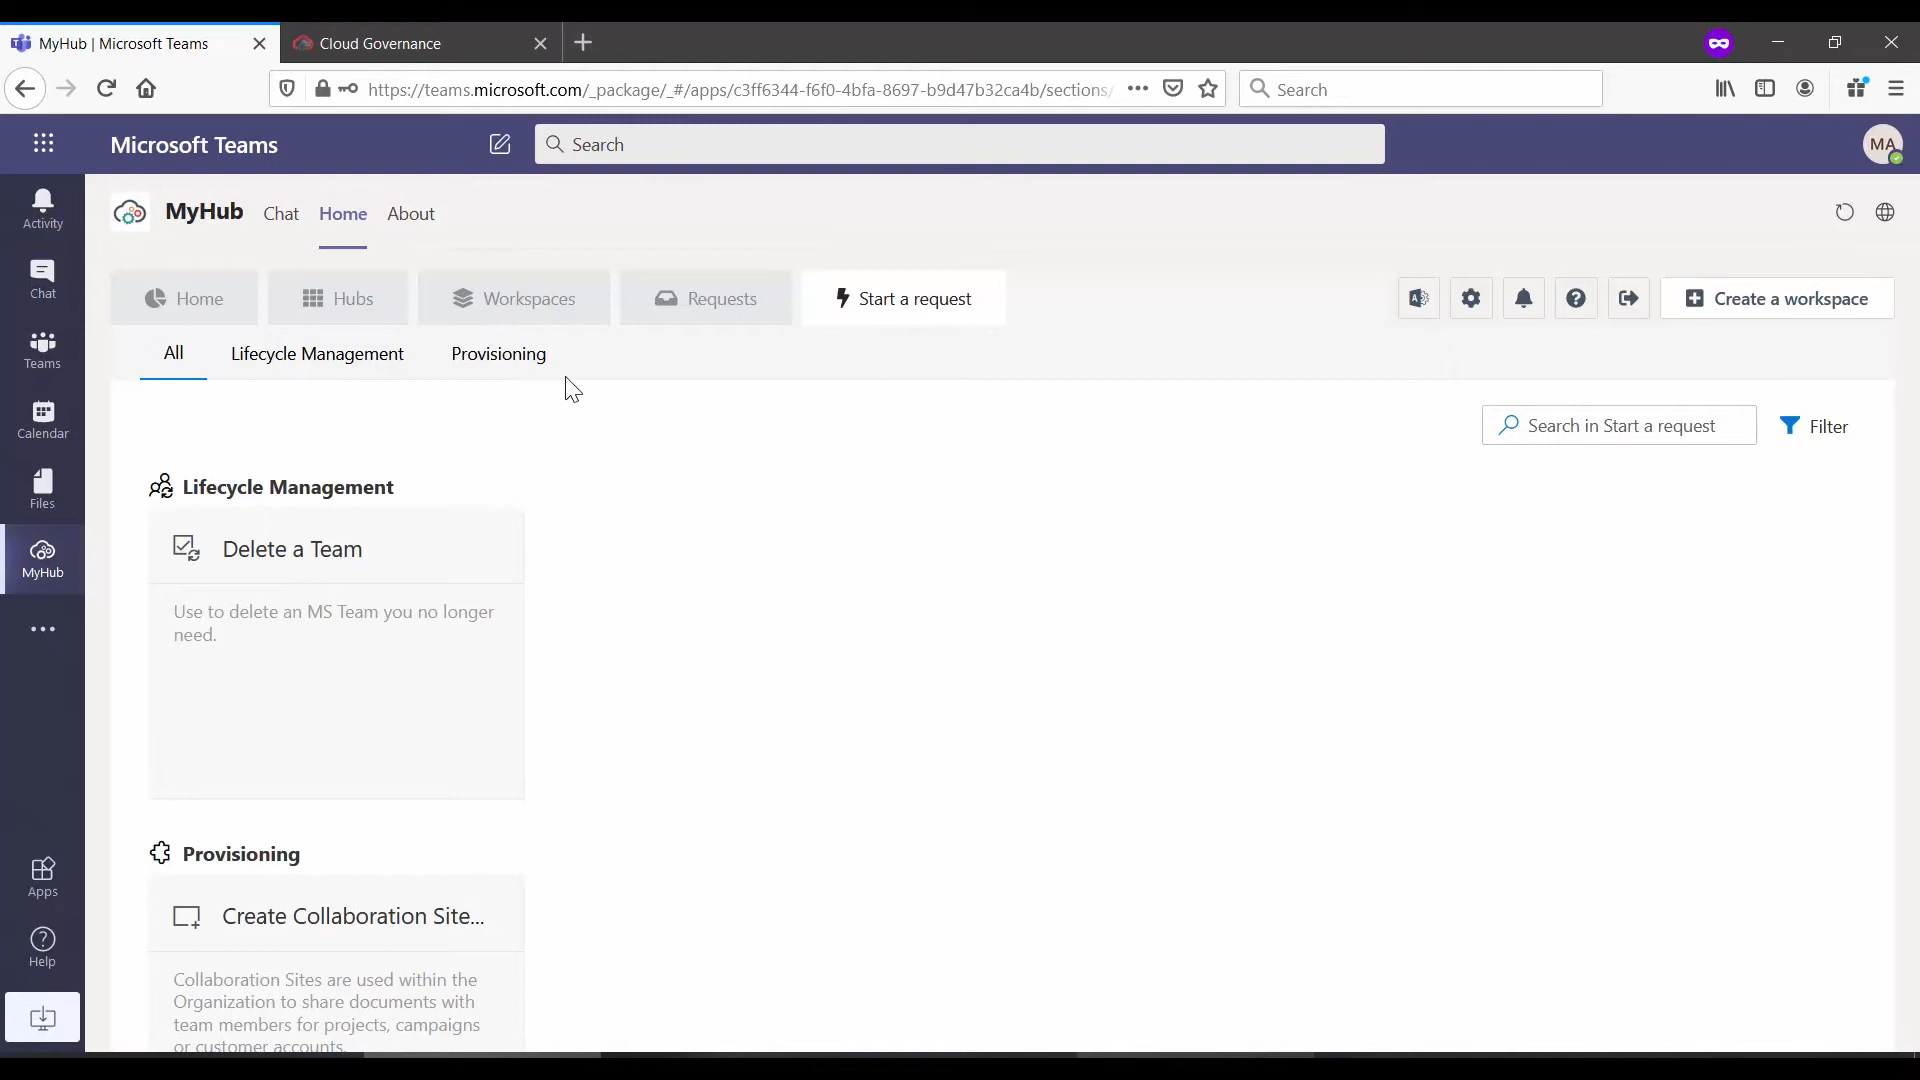 MyHub | Microsoft Teams
Cloud Governance
https://teams.microsoft.com/_package/_#/apps/c3ff6344-f6f0-4bfa-8697-b9d47b32ca4b/sections/
Search
Microsoft Teams
Search
MA
Activity
Chat
Teams
Calendar
Files
MyHub
Apps
Help
MyHub
Chat
Home
About
Home
Hubs
Workspaces
Requests
Start a request
Create a workspace
All
Lifecycle Management
Provisioning
Search in Start a request
Filter
Lifecycle Management
Delete a Team
Use to delete an MS Team you no longer
need.
Provisioning
Create Collaboration Site...
Collaboration Sites are used within the
Organization to share documents with
team members for projects, campaigns
or customer accounts.